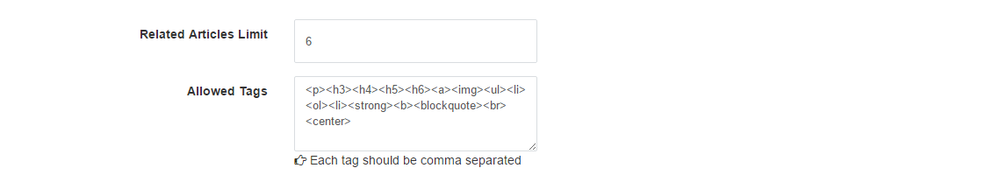 Related Articles Limit
6
Allowed Tags
<p><h3><h4><h5><h6><a><img><ul><li>
<ol><li><strong><b><blockquote><br>
<center>
Each tag should be comma separated